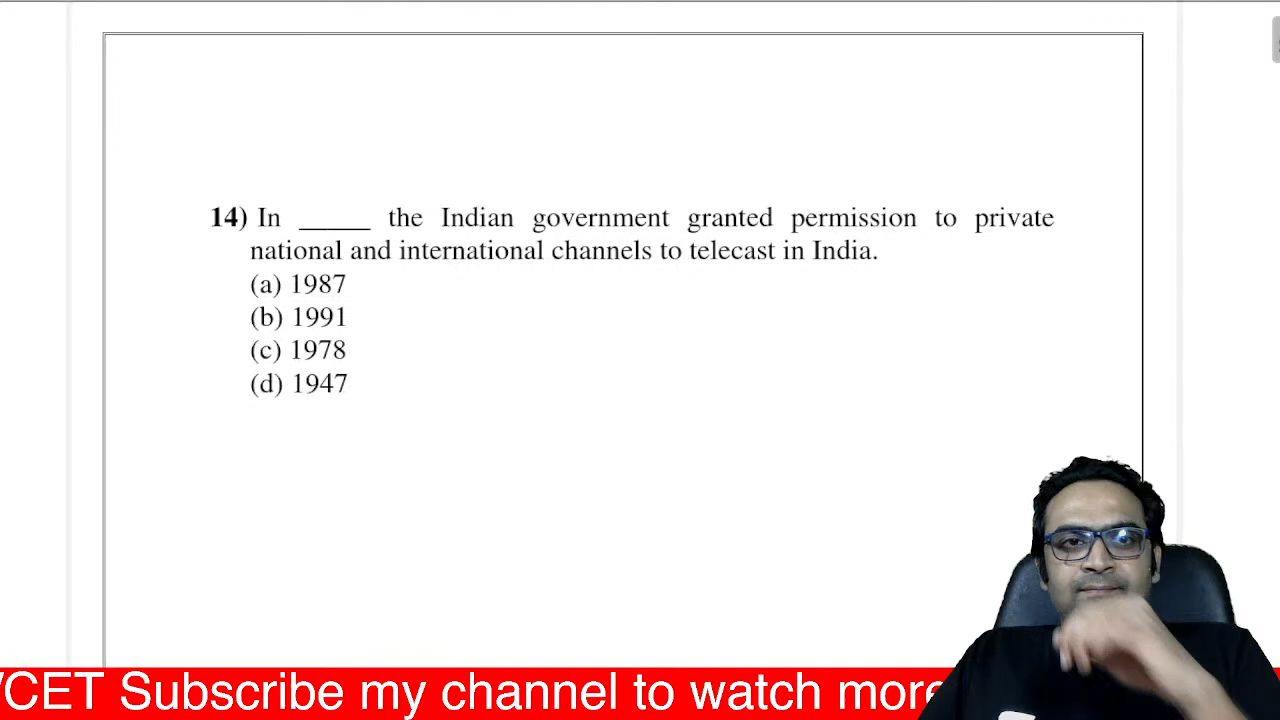 14) In _____ the Indian government granted permission to private
national and international channels to telecast in India.
(a) 1987
(b) 1991
(c) 1978
(d) 1947
/CET Subscribe my channel to watch more